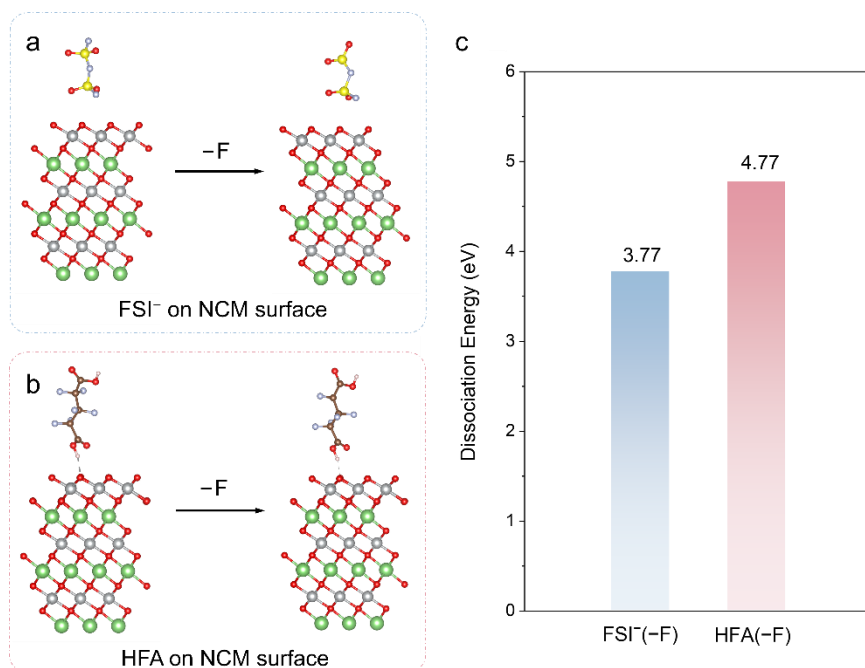 a
−F
FSI⁻ on NCM surface
b
−F
HFA on NCM surface
c
Dissociation Energy (eV)
6
5
4
3
2
1
0
3.77
4.77
FSI⁻(−F)
HFA(−F)